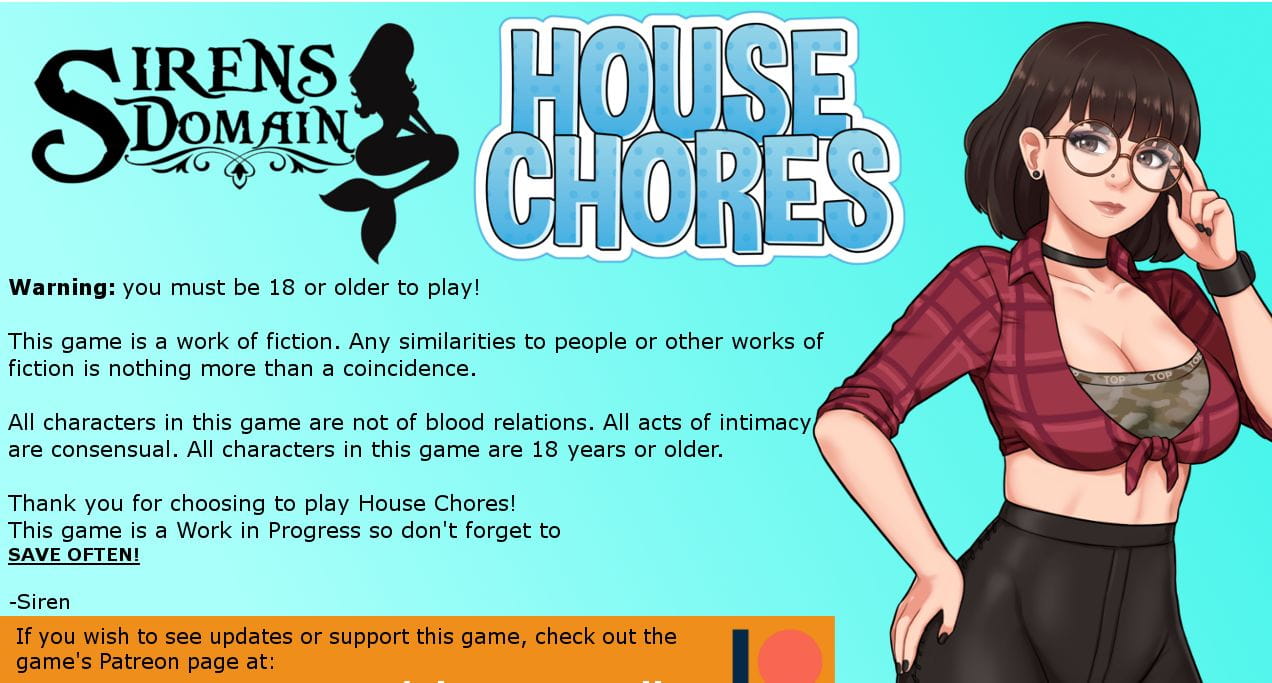 SIRENS
DOMAIN
HOUSE
CHORES
Warning: you must be 18 or older to play!
This game is a work of fiction. Any similarities to people or other works of
fiction is nothing more than a coincidence.
All characters in this game are not of blood relations. All acts of intimacy
are consensual. All characters in this game are 18 years or older.
Thank you for choosing to play House Chores!
This game is a Work in Progress so don't forget to
SAVE OFTEN!
-Siren
If you wish to see updates or support this game, check out the
game's Patreon page at:
TOP TOP